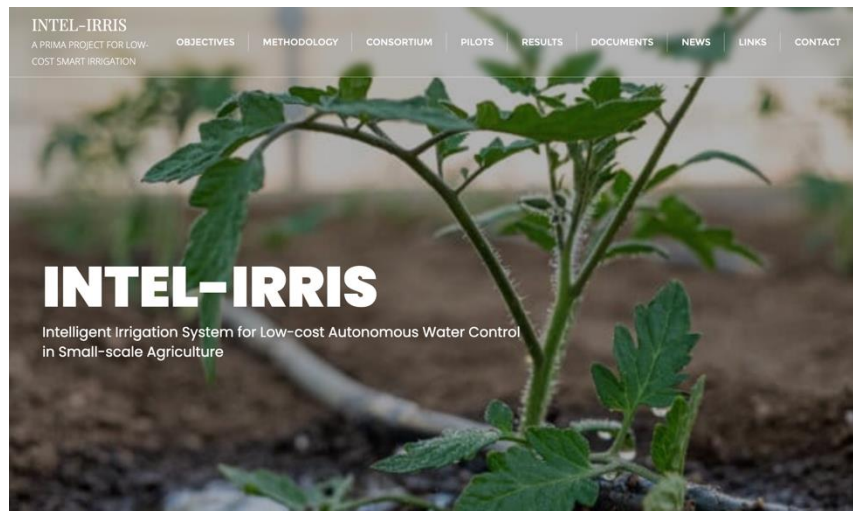 INTEL-IRRIS
A PRIMA PROJECT FOR LOW-
COST SMART IRRIGATION
OBJECTIVES METHODOLOGY CONSORTIUM PILOTS RESULTS DOCUMENTS NEWS LINKS CONTACT
INTEL-IRRIS
Intelligent Irrigation System for Low-cost Autonomous Water Control
in Small-scale Agriculture